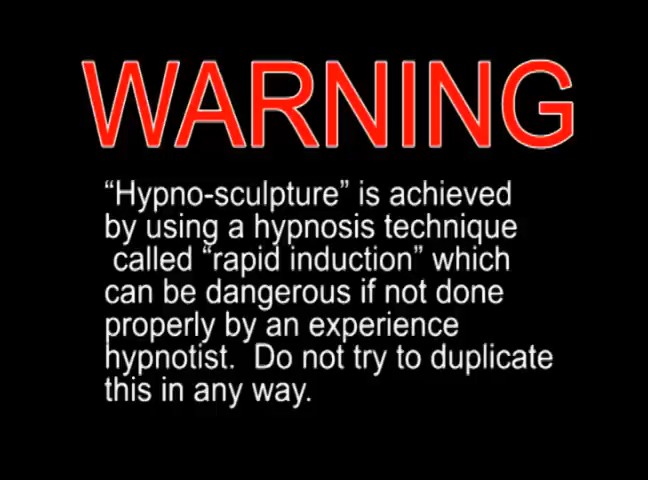 WARNING
“Hypno-sculpture” is achieved
by using a hypnosis technique
called “rapid induction” which
can be dangerous if not done
properly by an experience
hypnotist.  Do not try to duplicate
this in any way.